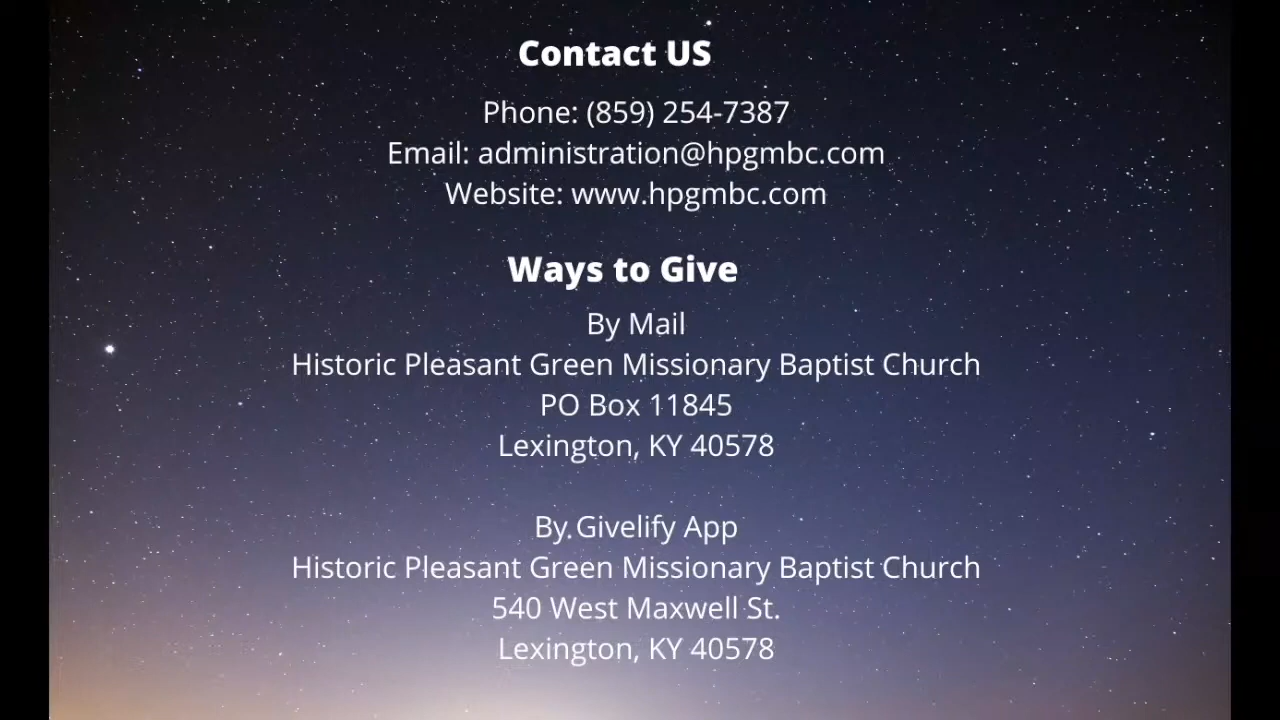 Contact US
Phone: (859) 254-7387
Email: administration@hpgmbc.com
Website: www.hpgmbc.com
Ways to Give
By Mail
Historic Pleasant Green Missionary Baptist Church
PO Box 11845
Lexington, KY 40578
By Givelify App
Historic Pleasant Green Missionary Baptist Church
540 West Maxwell St.
Lexington, KY 40578